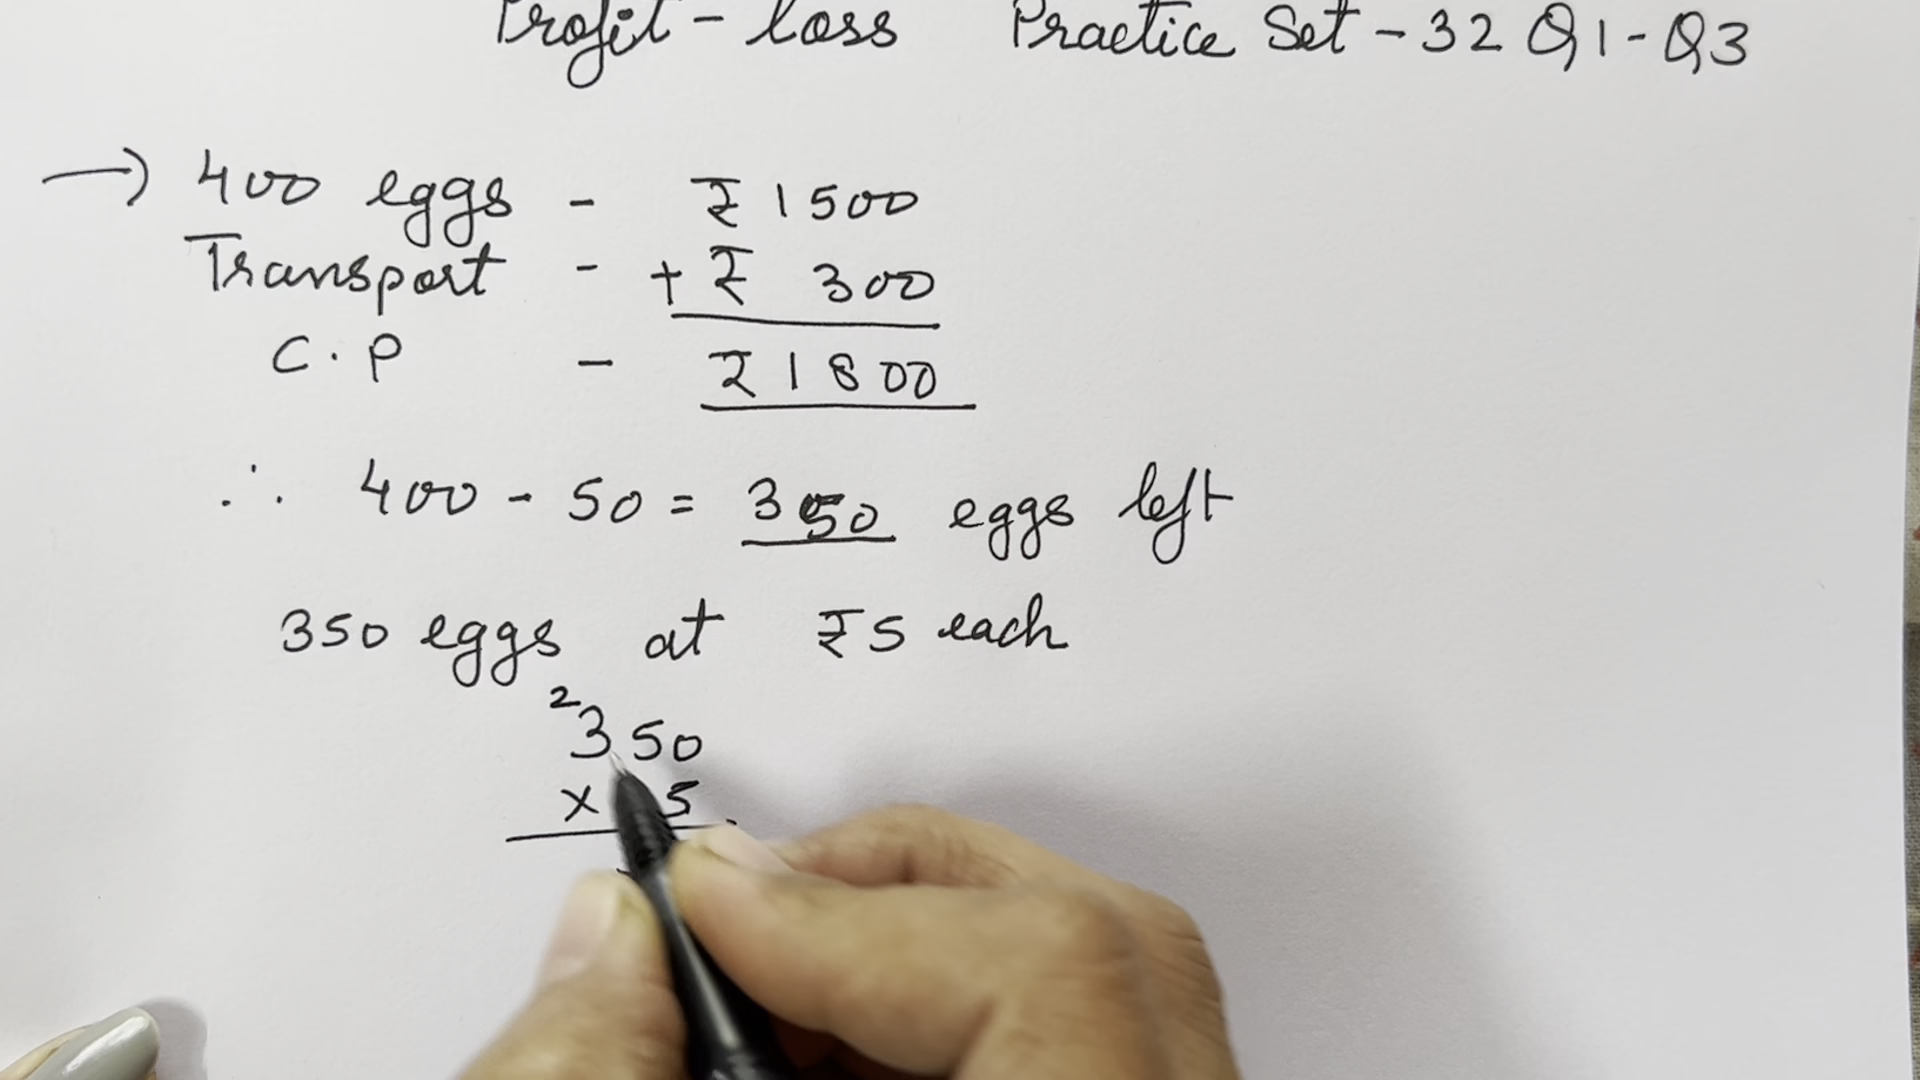 Profit - loss Practice Set - 32 Q1 - Q3
→ 400 eggs - ₹ 1500
Transport - + ₹ 300
C.P - ₹ 1800
∴ 400 - 50 = 350 eggs left
350 eggs at ₹5 each
2
350
× 5